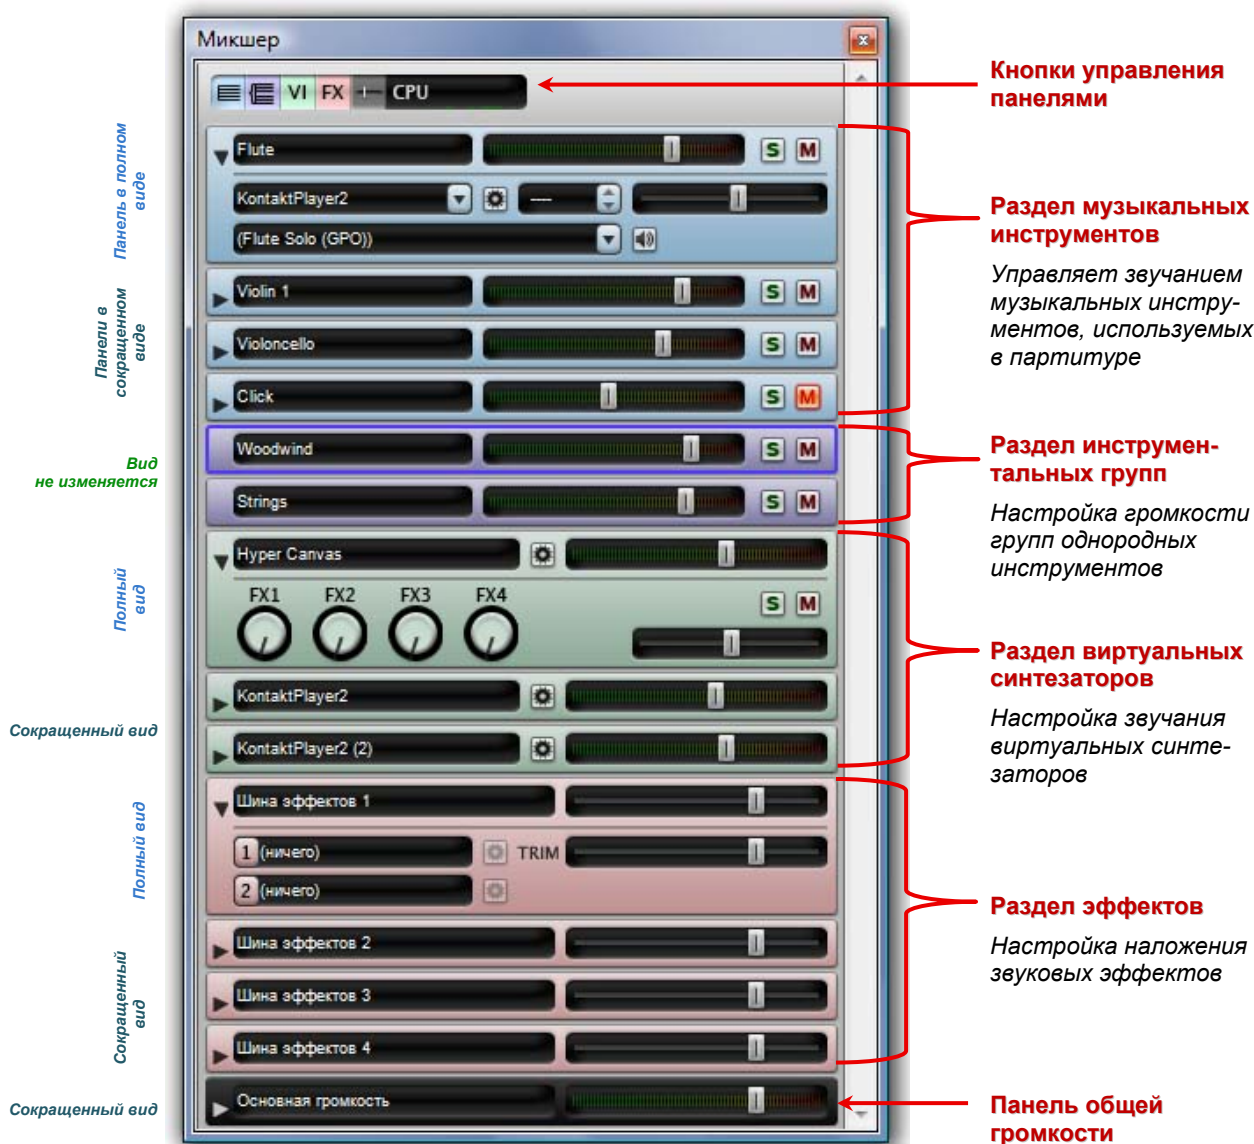 Микшер
VI FX CPU
Кнопки управления
панелями
Панель в полном
виде
Flute S M
KontaktPlayer2 ----
(Flute Solo (GPO))
Раздел музыкальных
инструментов
Управляет звучанием
музыкальных инстру-
ментов, используемых
в партитуре
Панели в
сокращенном
виде
Violin 1 S M
Violoncello S M
Click S M
Вид
не изменяется
Woodwind S M
Strings S M
Раздел инструмен-
тальных групп
Настройка громкости
групп однородных
инструментов
Полный
вид
Hyper Canvas
FX1 FX2 FX3 FX4 S M
Раздел виртуальных
синтезаторов
Настройка звучания
виртуальных синте-
заторов
Сокращенный вид
KontaktPlayer2
KontaktPlayer2 (2)
Полный вид
Шина эффектов 1
1 (ничего) TRIM
2 (ничего)
Раздел эффектов
Настройка наложения
звуковых эффектов
Сокращенный
вид
Шина эффектов 2
Шина эффектов 3
Шина эффектов 4
Сокращенный вид
Основная громкость
Панель общей
громкости